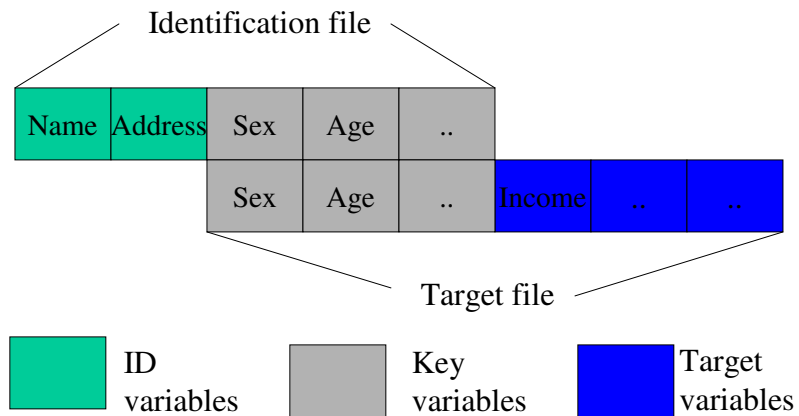 Identification file
Name Address Sex Age ..
Sex Age .. Income .. ..
Target file
ID variables
Key variables
Target variables